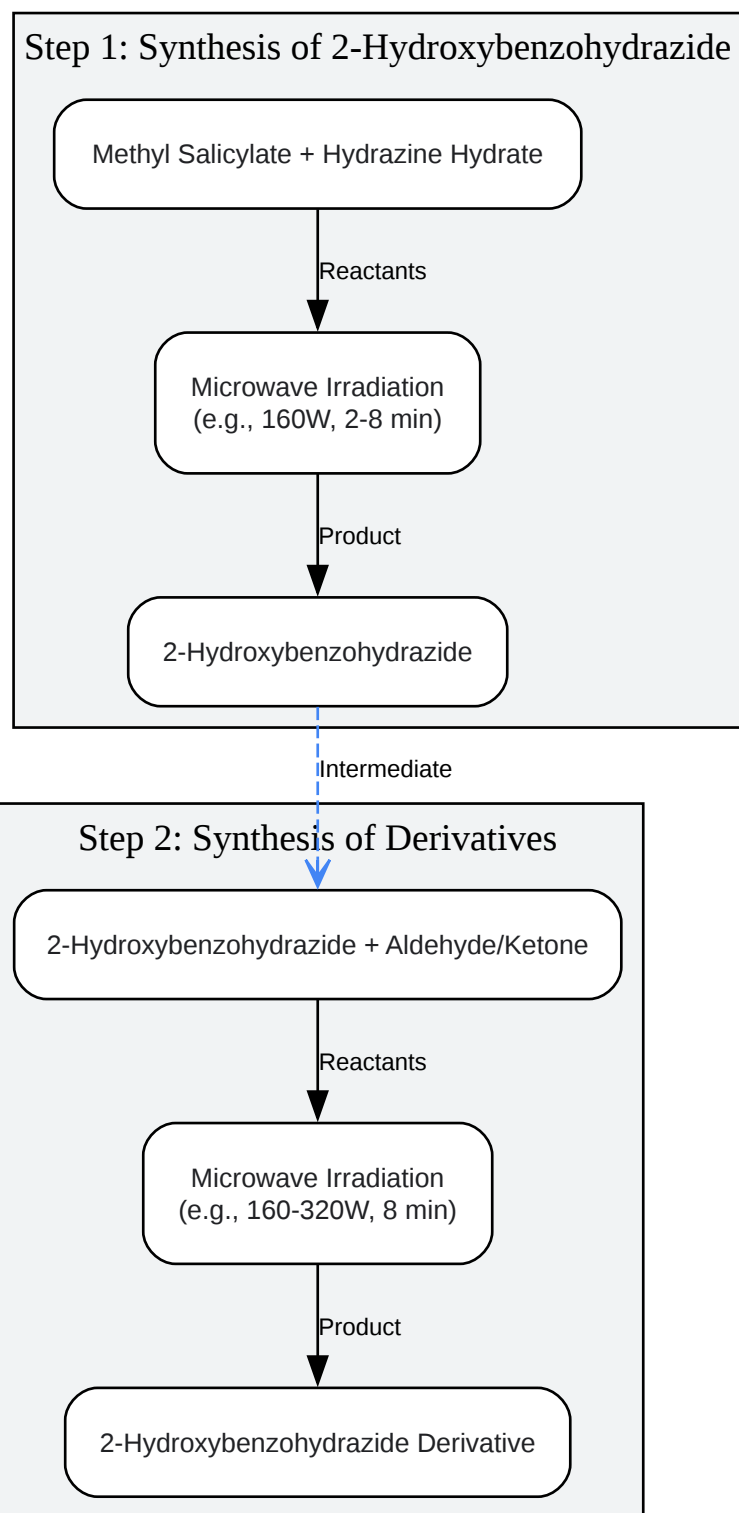 Step 1: Synthesis of 2-Hydroxybenzohydrazide
Methyl Salicylate + Hydrazine Hydrate
Reactants
Microwave Irradiation
(e.g., 160W, 2-8 min)
Product
2-Hydroxybenzohydrazide
Intermediate
Step 2: Synthesis of Derivatives
2-Hydroxybenzohydrazide + Aldehyde/Ketone
Reactants
Microwave Irradiation
(e.g., 160-320W, 8 min)
Product
2-Hydroxybenzohydrazide Derivative